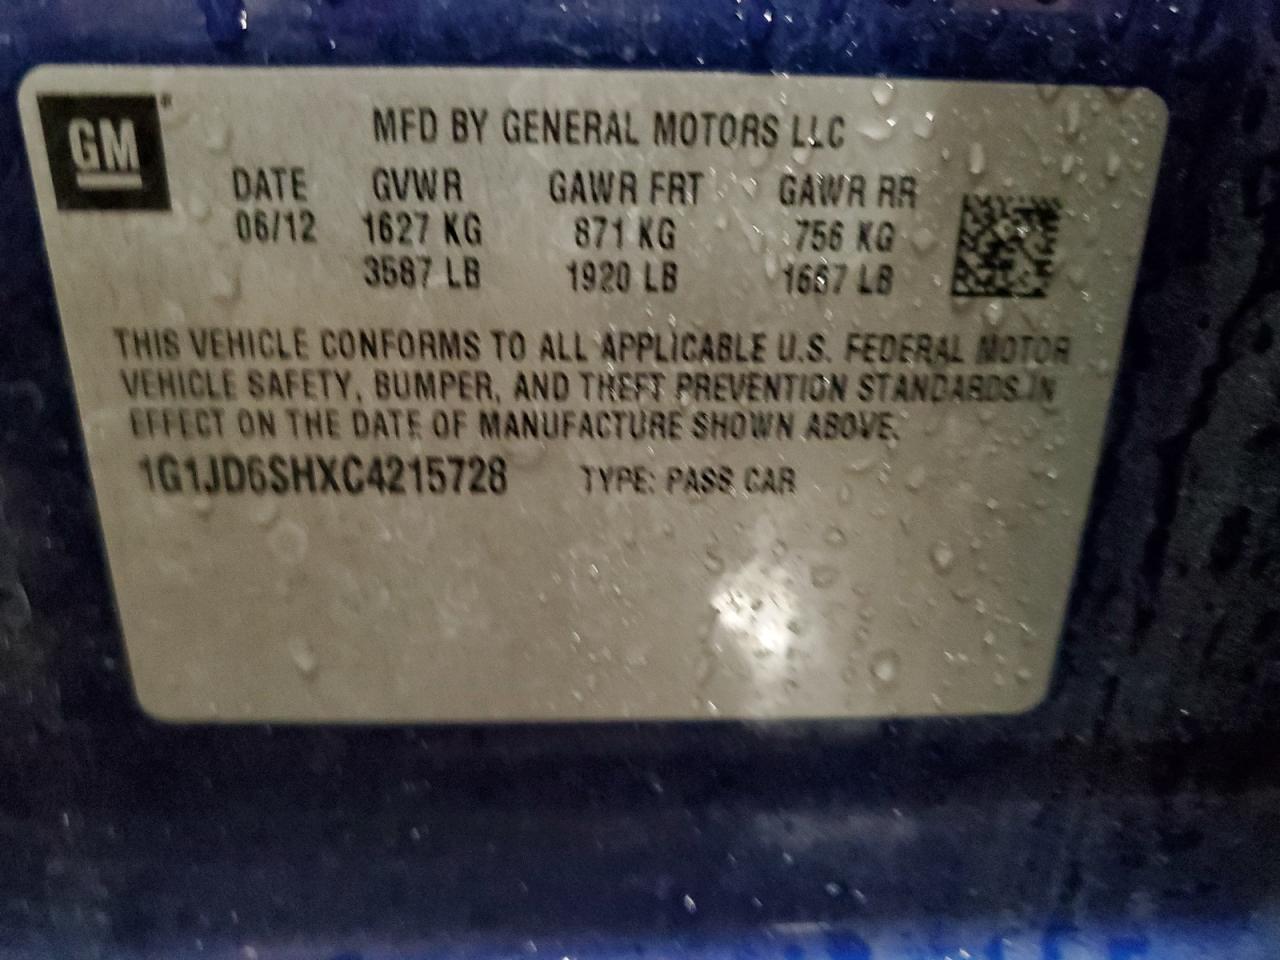 GM
MFD BY GENERAL MOTORS LLC
DATE GVWR GAWR FRT GAWR RR
06/12 1627 KG 871 KG 756 KG
3587 LB 1920 LB 1667 LB
THIS VEHICLE CONFORMS TO ALL APPLICABLE U.S. FEDERAL MOTOR
VEHICLE SAFETY, BUMPER, AND THEFT PREVENTION STANDARDS IN
EFFECT ON THE DATE OF MANUFACTURE SHOWN ABOVE.
1G1JD6SHXC4215728 TYPE: PASS CAR